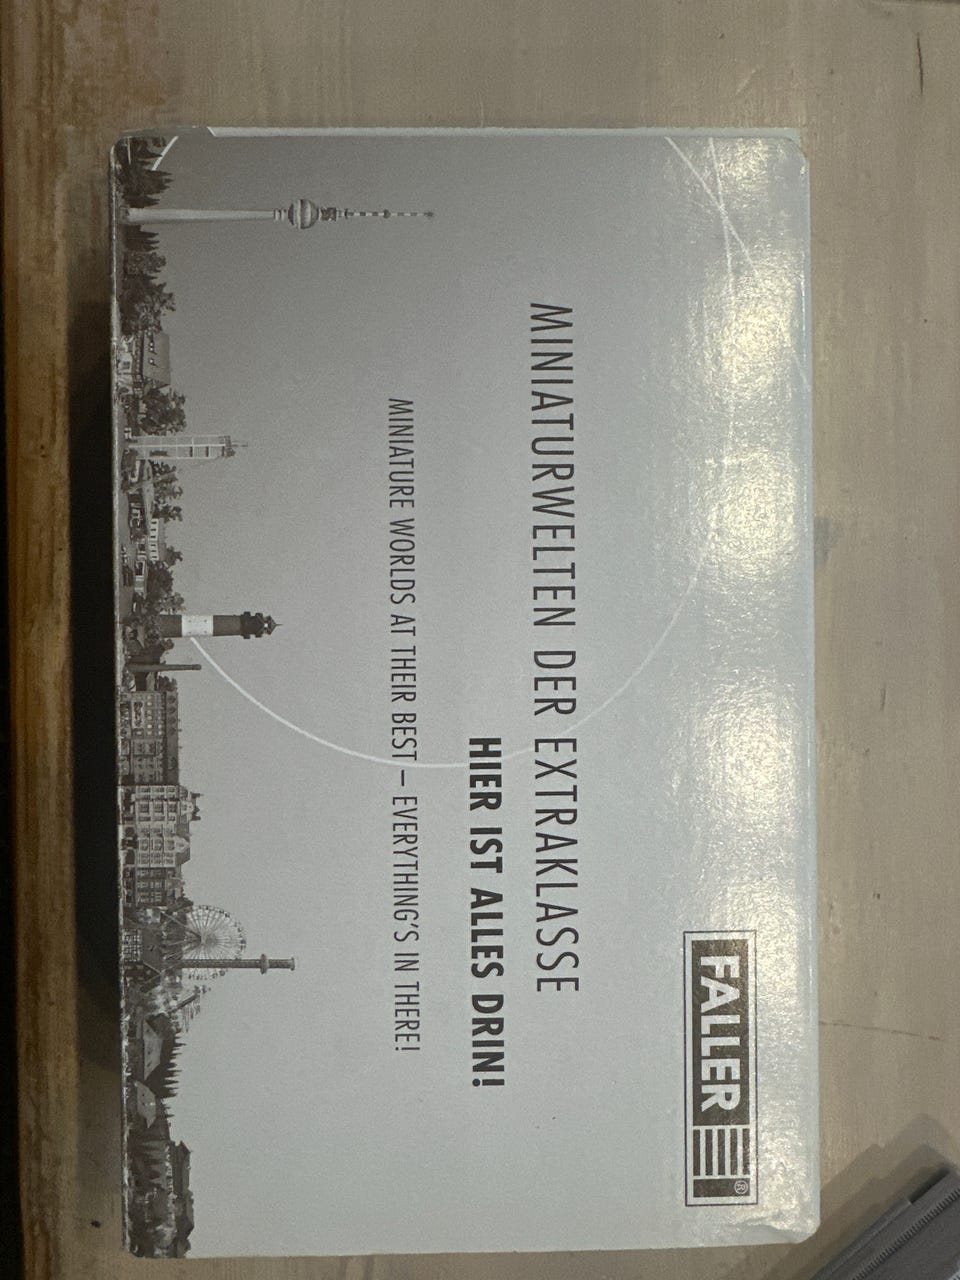 FALLER ®
MINIATURWELTEN DER EXTRAKLASSE
HIER IST ALLES DRIN!
MINIATURE WORLDS AT THEIR BEST – EVERYTHING'S IN THERE!